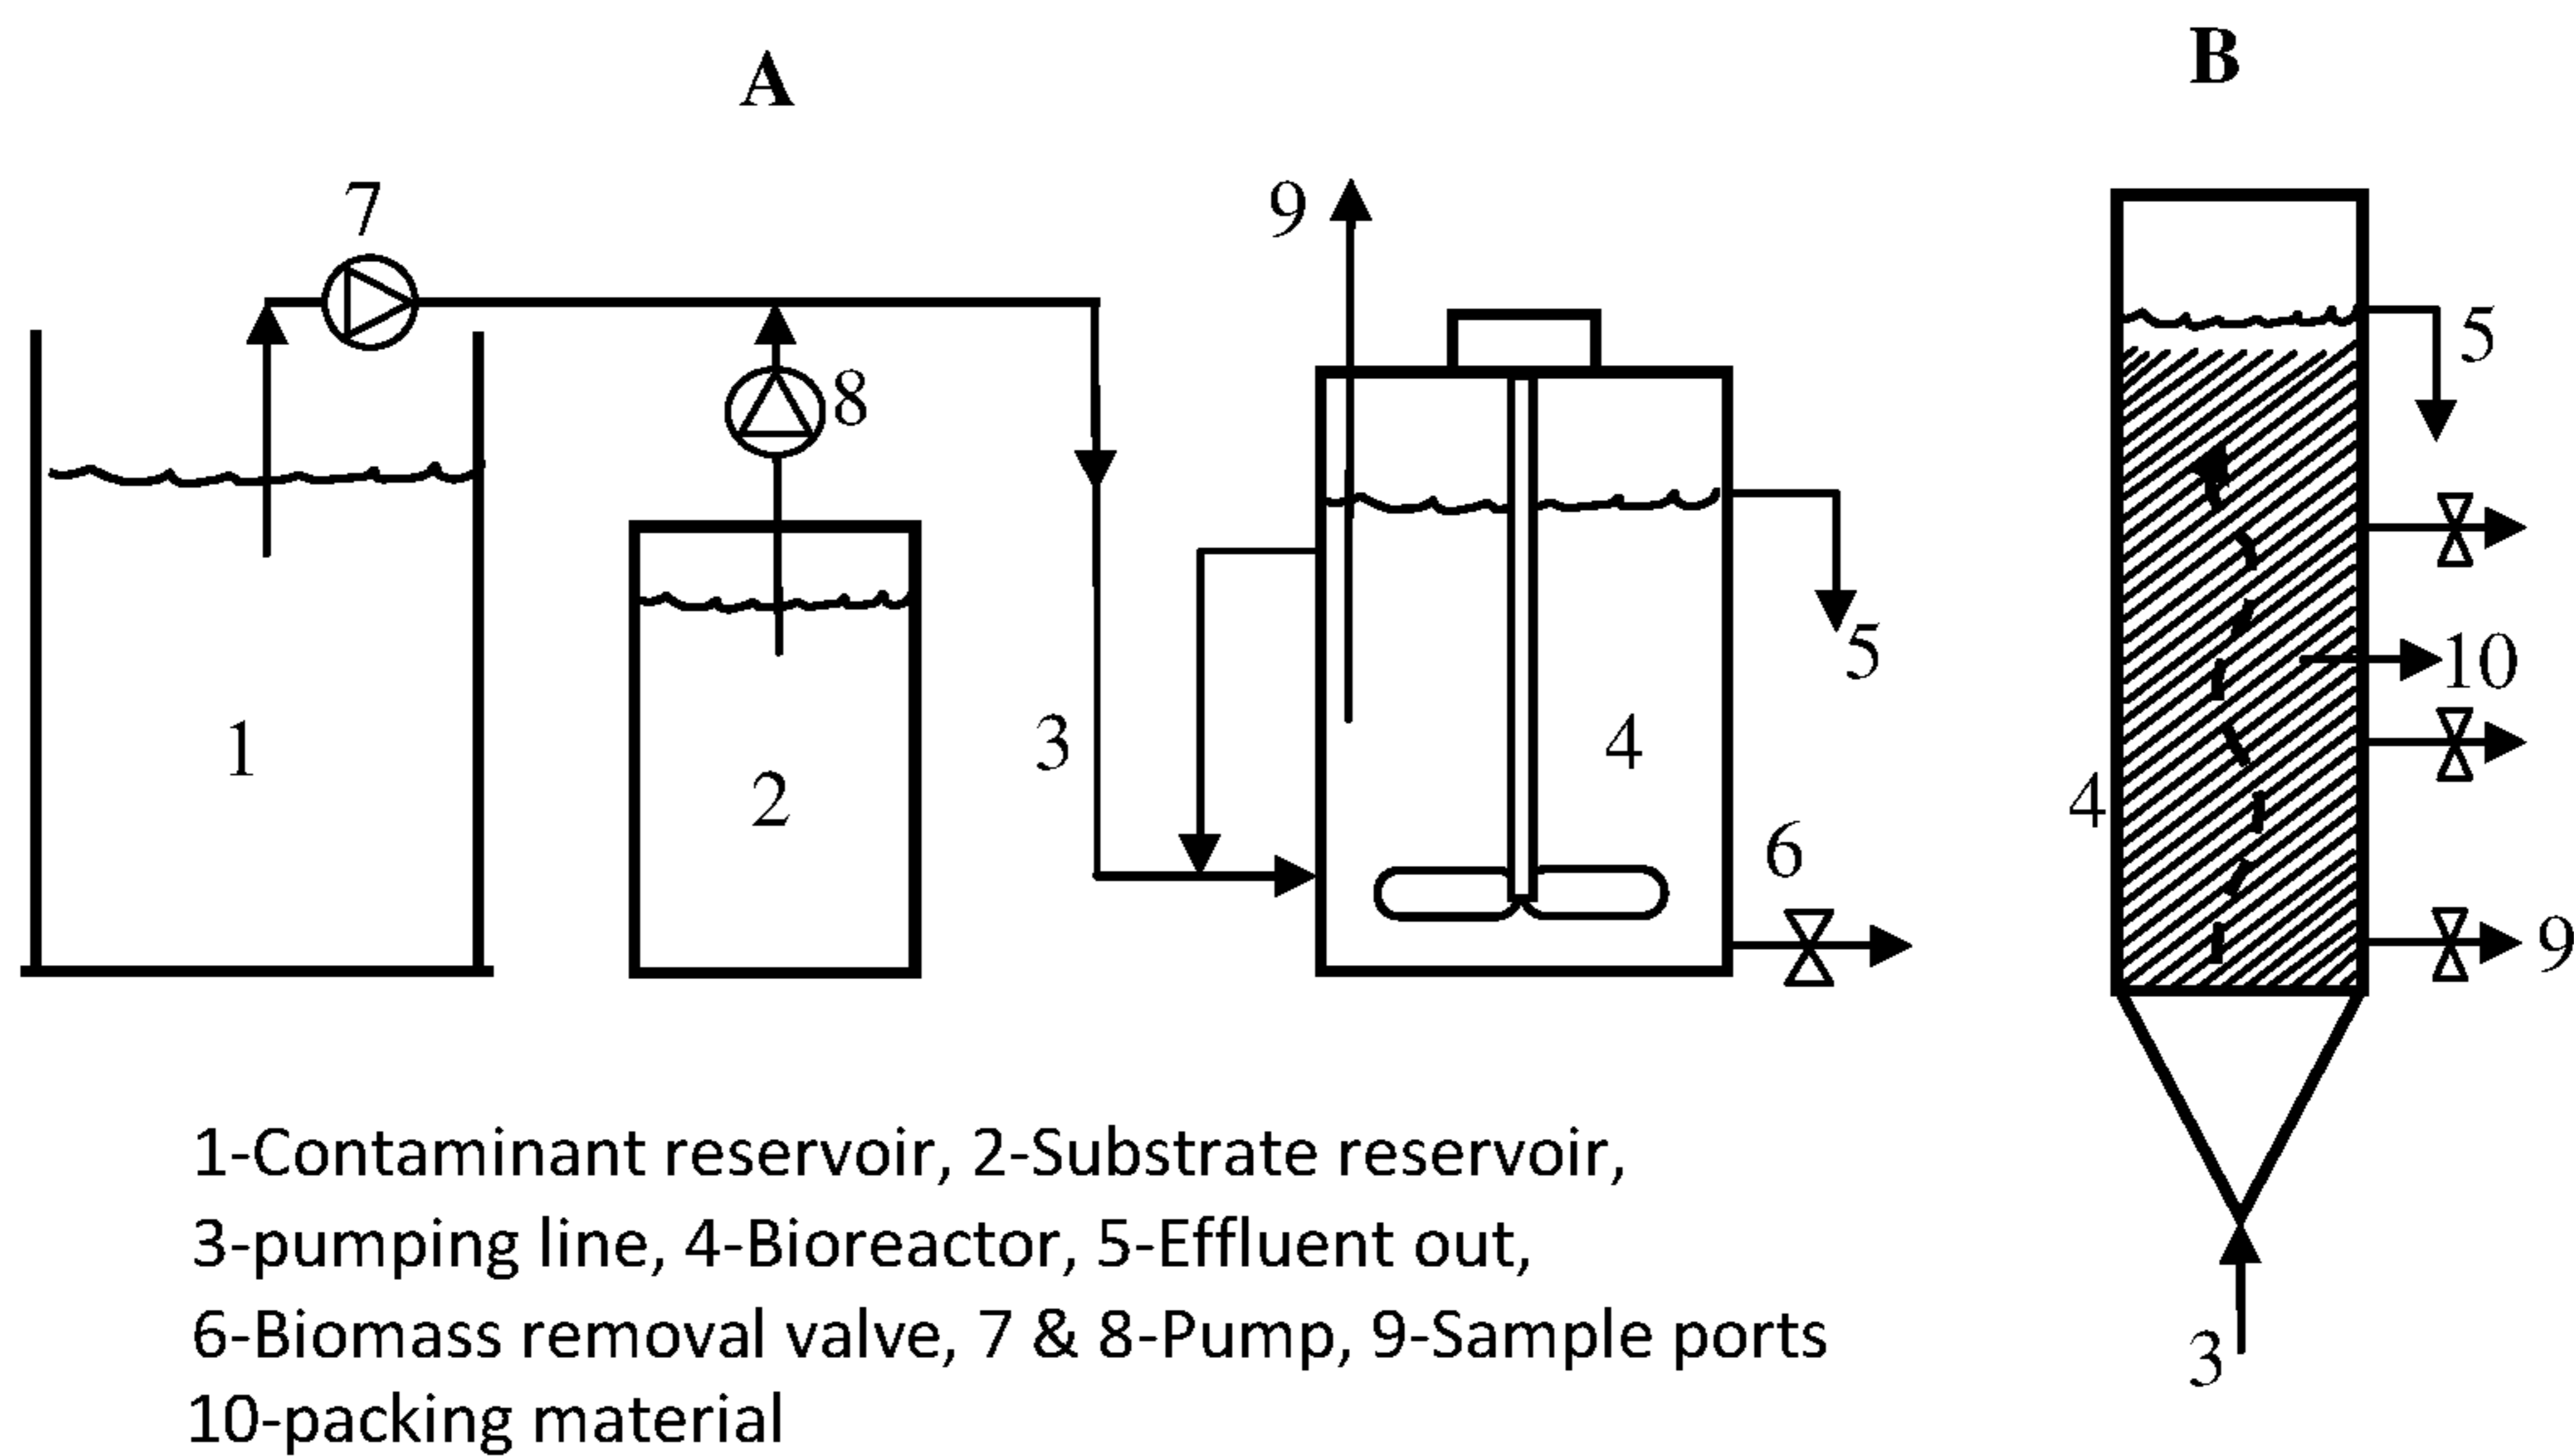 A
B
7
9
8
5
5
10
1
2
3
4
4
6
9
3
1-Contaminant reservoir, 2-Substrate reservoir,
3-pumping line, 4-Bioreactor, 5-Effluent out,
6-Biomass removal valve, 7 & 8-Pump, 9-Sample ports
10-packing material